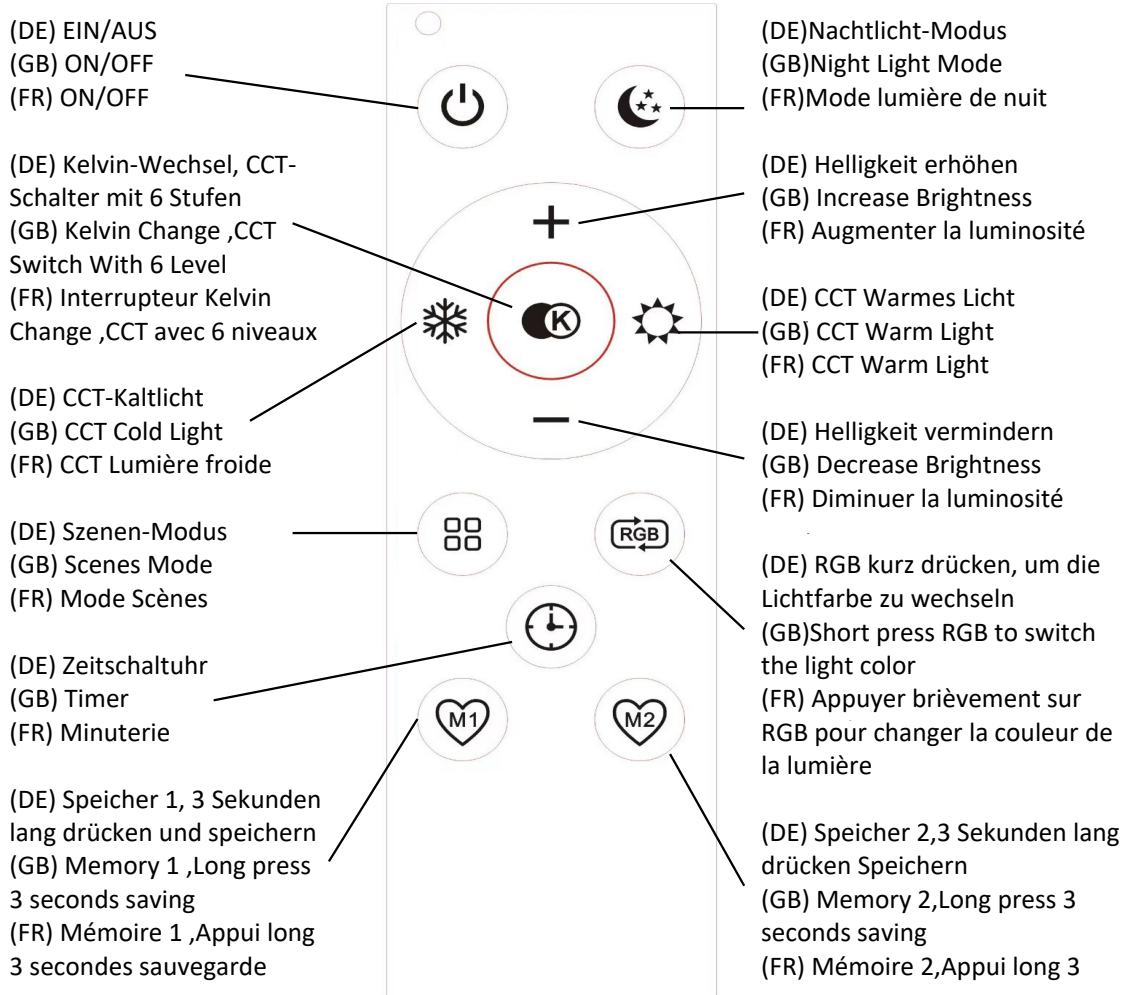 (DE) EIN/AUS
(GB) ON/OFF
(FR) ON/OFF
(DE) Kelvin-Wechsel, CCT-
Schalter mit 6 Stufen
(GB) Kelvin Change ,CCT
Switch With 6 Level
(FR) Interrupteur Kelvin
Change ,CCT avec 6 niveaux
(DE) CCT-Kaltlicht
(GB) CCT Cold Light
(FR) CCT Lumière froide
(DE) Szenen-Modus
(GB) Scenes Mode
(FR) Mode Scènes
(DE) Zeitschaltuhr
(GB) Timer
(FR) Minuterie
(DE) Speicher 1, 3 Sekunden
lang drücken und speichern
(GB) Memory 1 ,Long press
3 seconds saving
(FR) Mémoire 1 ,Appui long
3 secondes sauvegarde
K
RGB
M1
M2
(DE)Nachtlicht-Modus
(GB)Night Light Mode
(FR)Mode lumière de nuit
(DE) Helligkeit erhöhen
(GB) Increase Brightness
(FR) Augmenter la luminosité
(DE) CCT Warmes Licht
(GB) CCT Warm Light
(FR) CCT Warm Light
(DE) Helligkeit vermindern
(GB) Decrease Brightness
(FR) Diminuer la luminosité
(DE) RGB kurz drücken, um die
Lichtfarbe zu wechseln
(GB)Short press RGB to switch
the light color
(FR) Appuyer brièvement sur
RGB pour changer la couleur de
la lumière
(DE) Speicher 2,3 Sekunden lang
drücken Speichern
(GB) Memory 2,Long press 3
seconds saving
(FR) Mémoire 2,Appui long 3